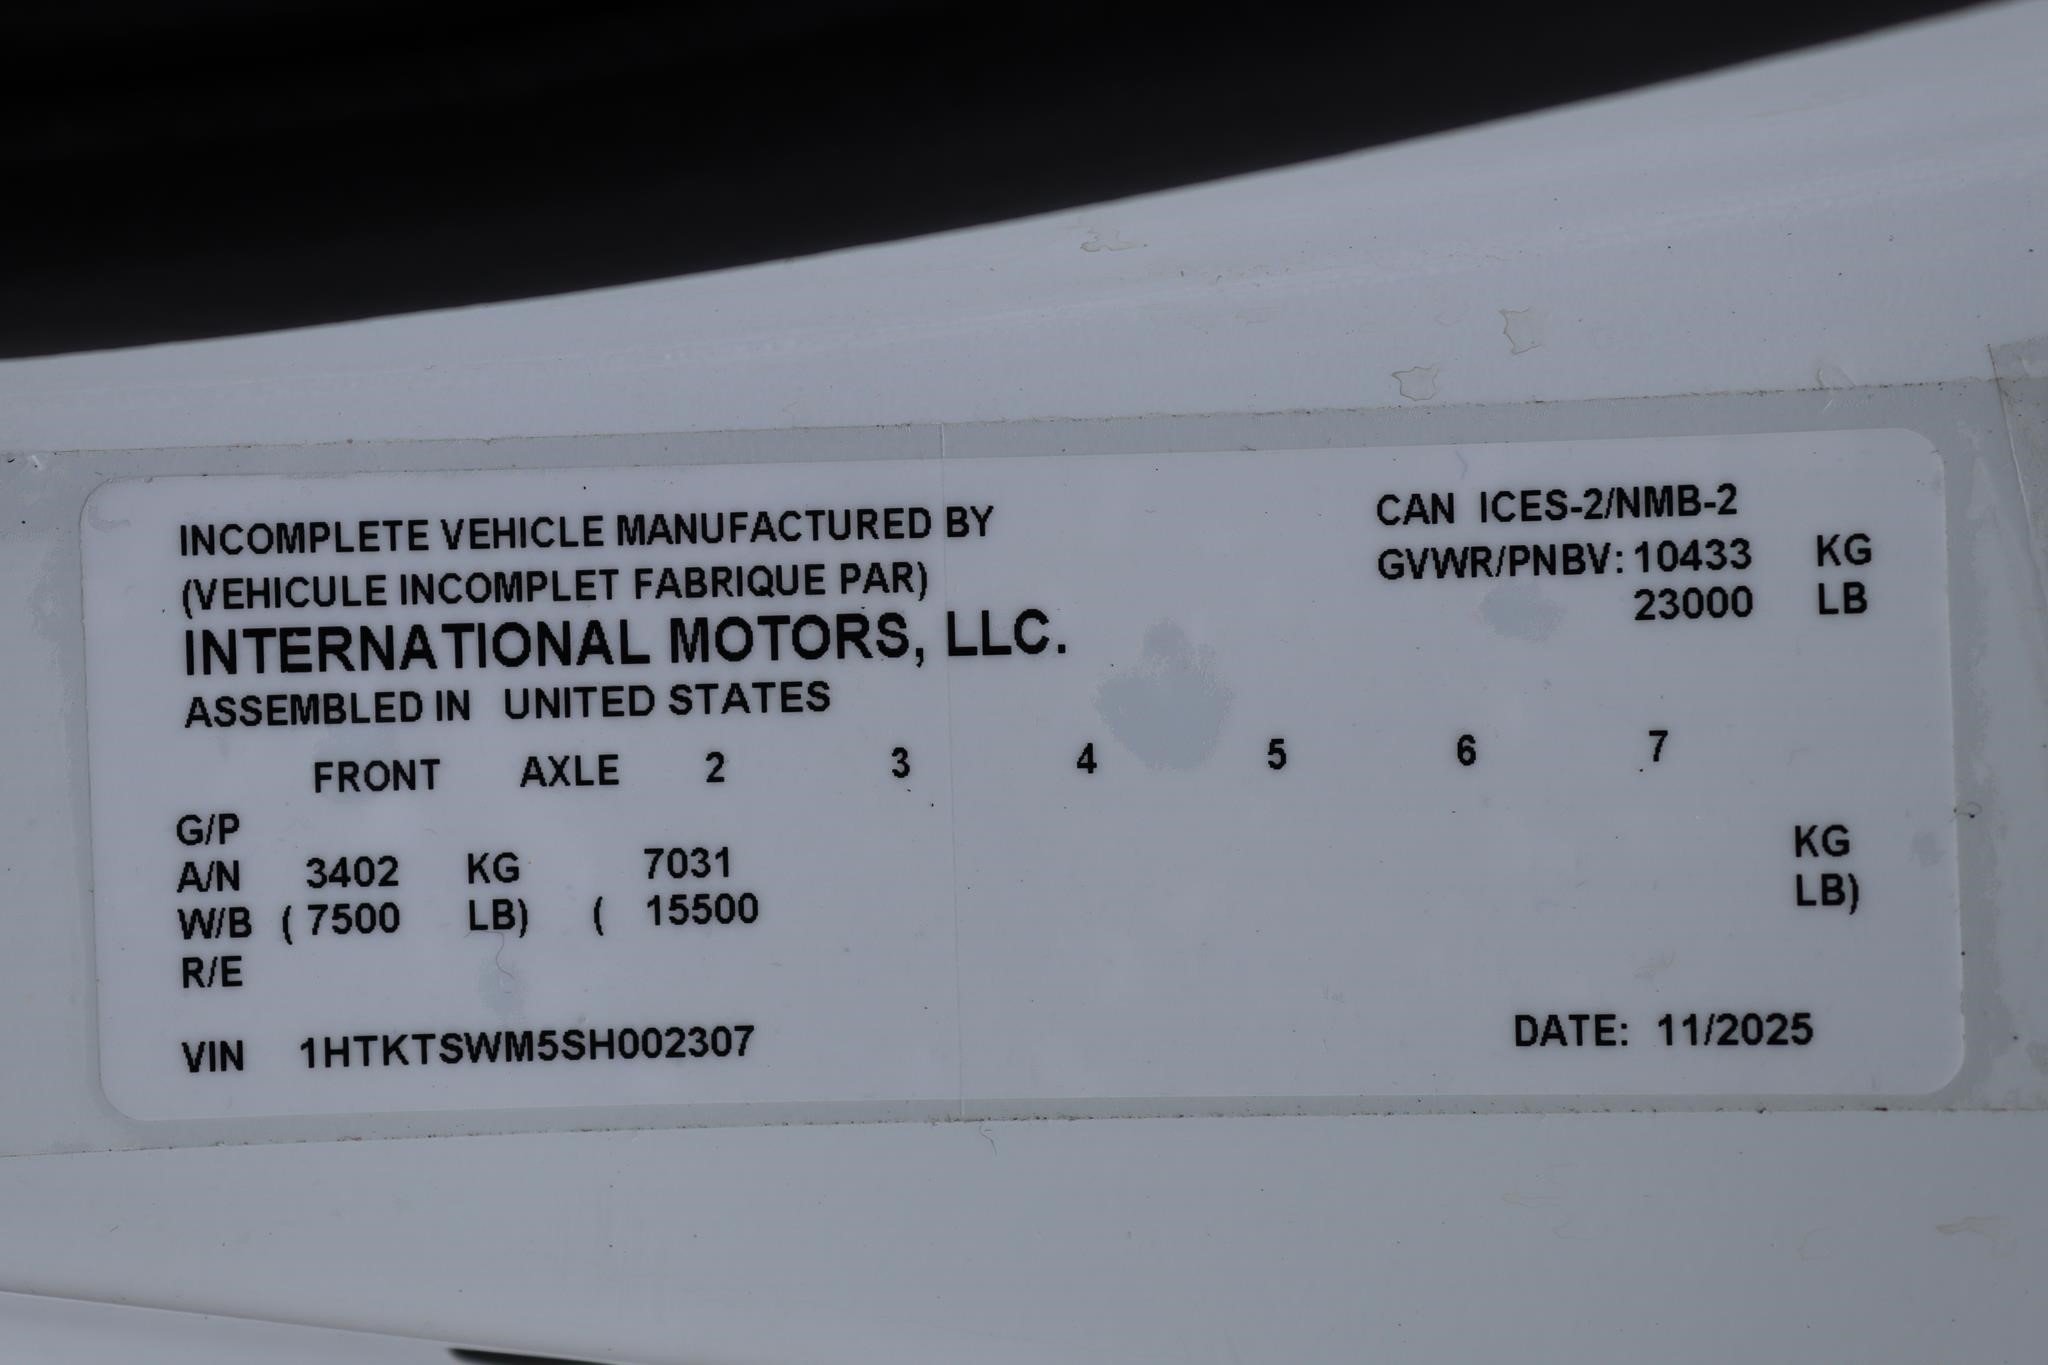 INCOMPLETE VEHICLE MANUFACTURED BY
(VEHICULE INCOMPLET FABRIQUE PAR)
INTERNATIONAL MOTORS, LLC.
ASSEMBLED IN UNITED STATES
CAN ICES-2/NMB-2
GVWR/PNBV: 10433 KG
23000 LB
FRONT AXLE 2 3 4 5 6 7
G/P
A/N 3402 KG 7031 KG
W/B ( 7500 LB) ( 15500 LB)
R/E
VIN 1HTKTSWM5SH002307
DATE: 11/2025